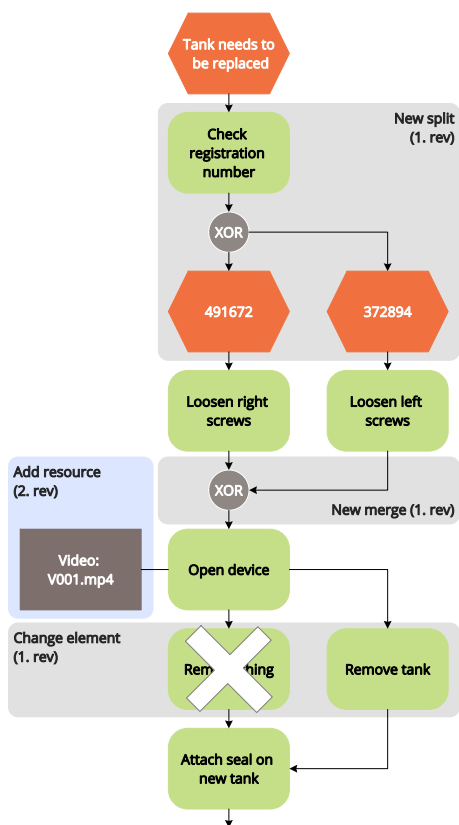 Tank needs to
be replaced
New split
(1. rev)
Check
registration
number
XOR
491672
372894
Loosen right
screws
Loosen left
screws
Add resource
(2. rev)
XOR
New merge (1. rev)
Video:
V001.mp4
Open device
Change element
(1. rev)
Remove tank
Attach seal on
new tank